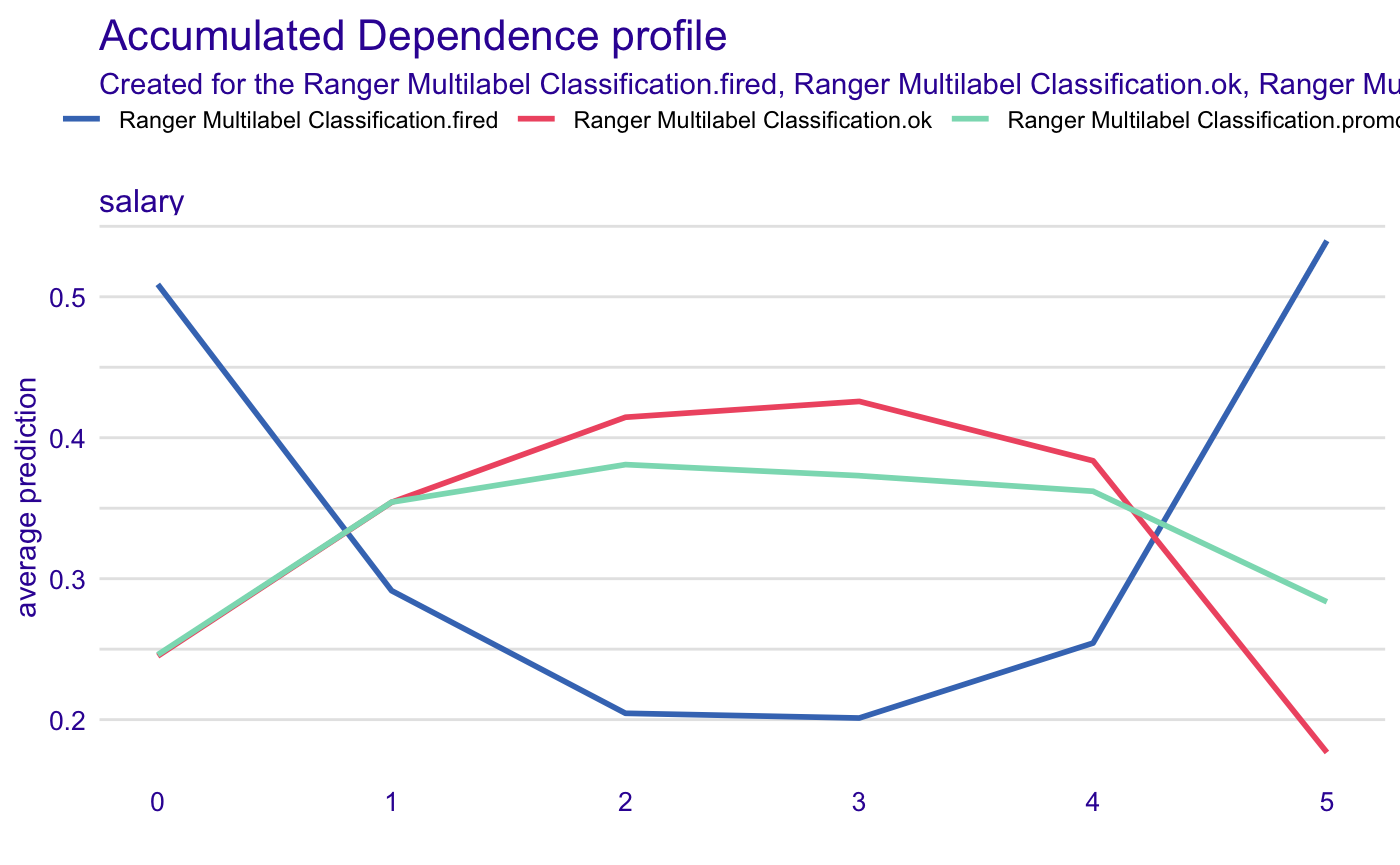 Accumulated Dependence profile
Created for the Ranger Multilabel Classification.fired, Ranger Multilabel Classification.ok, Ranger Mu
Ranger Multilabel Classification.fired Ranger Multilabel Classification.ok Ranger Multilabel Classification.promo
salary
0.5
0.4
0.3
0.2
average prediction
0 1 2 3 4 5